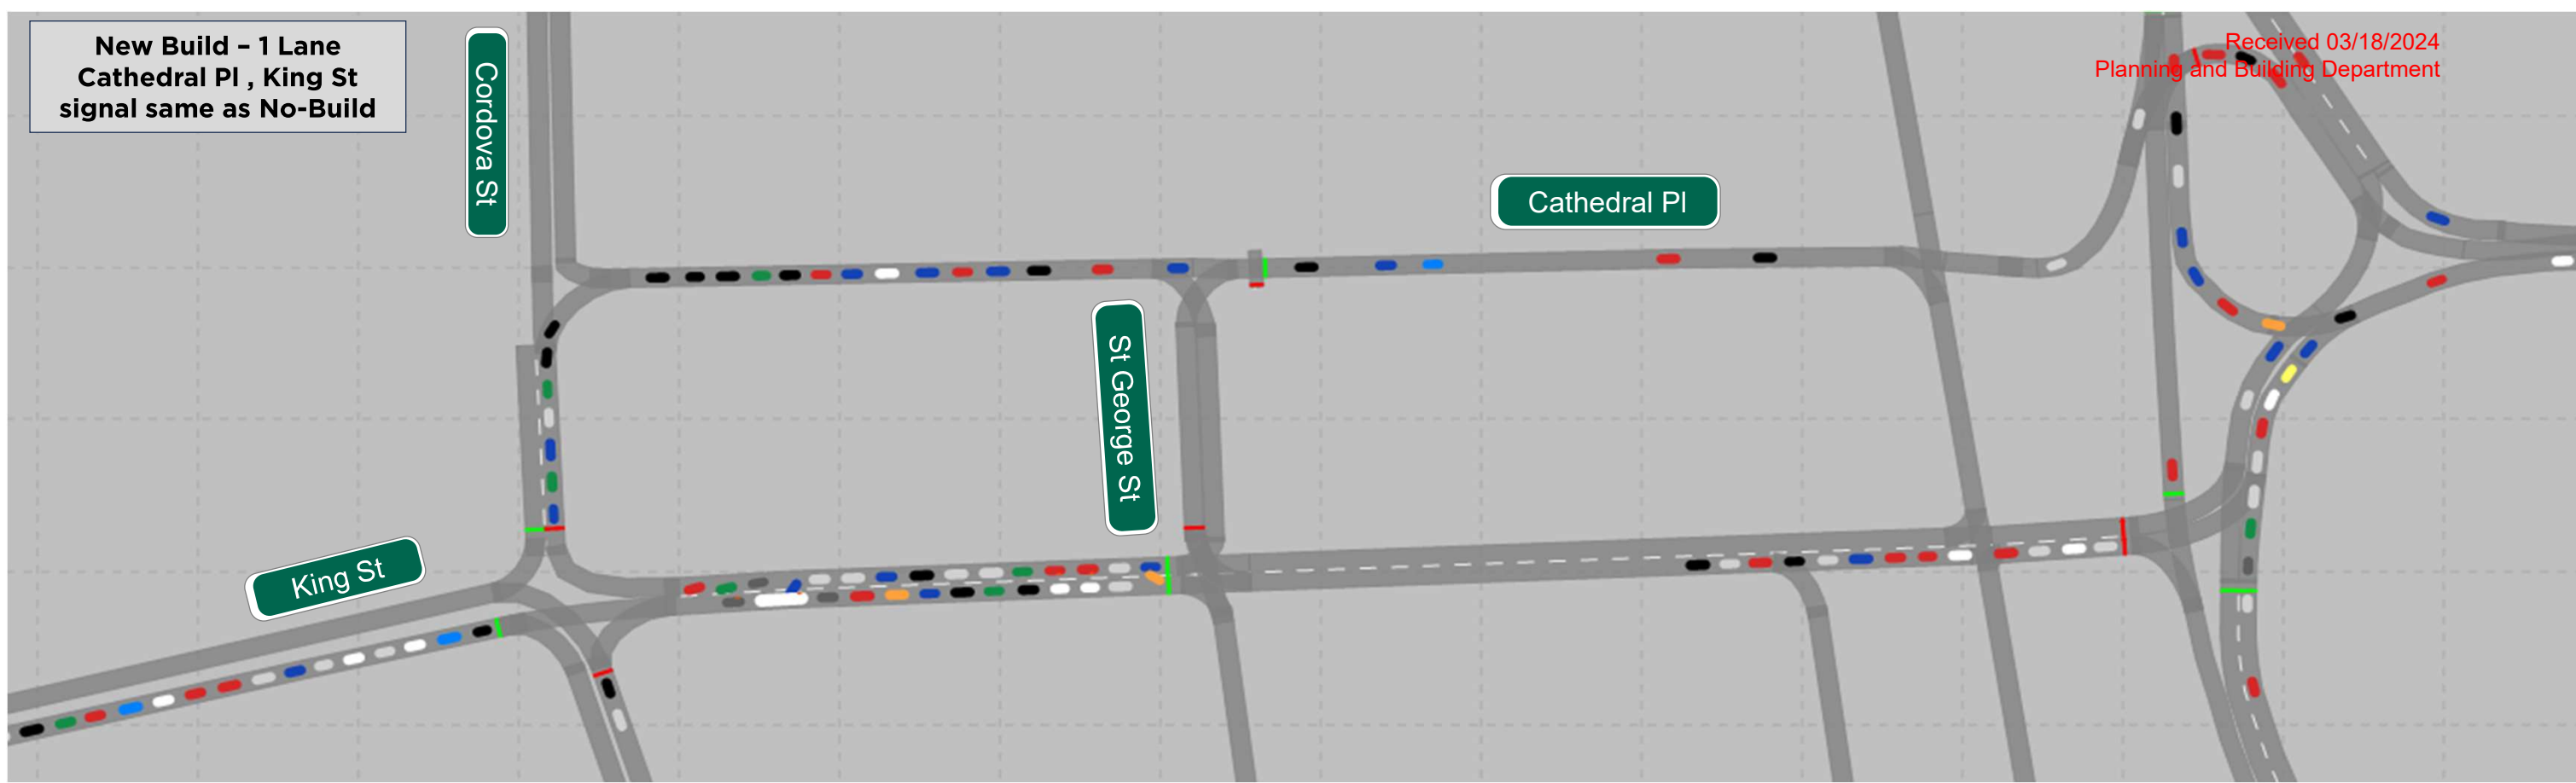 New Build – 1 Lane
Cathedral Pl , King St
signal same as No-Build
Cordova St
Received 03/18/2024
Planning and Building Department
Cathedral Pl
St George St
King St